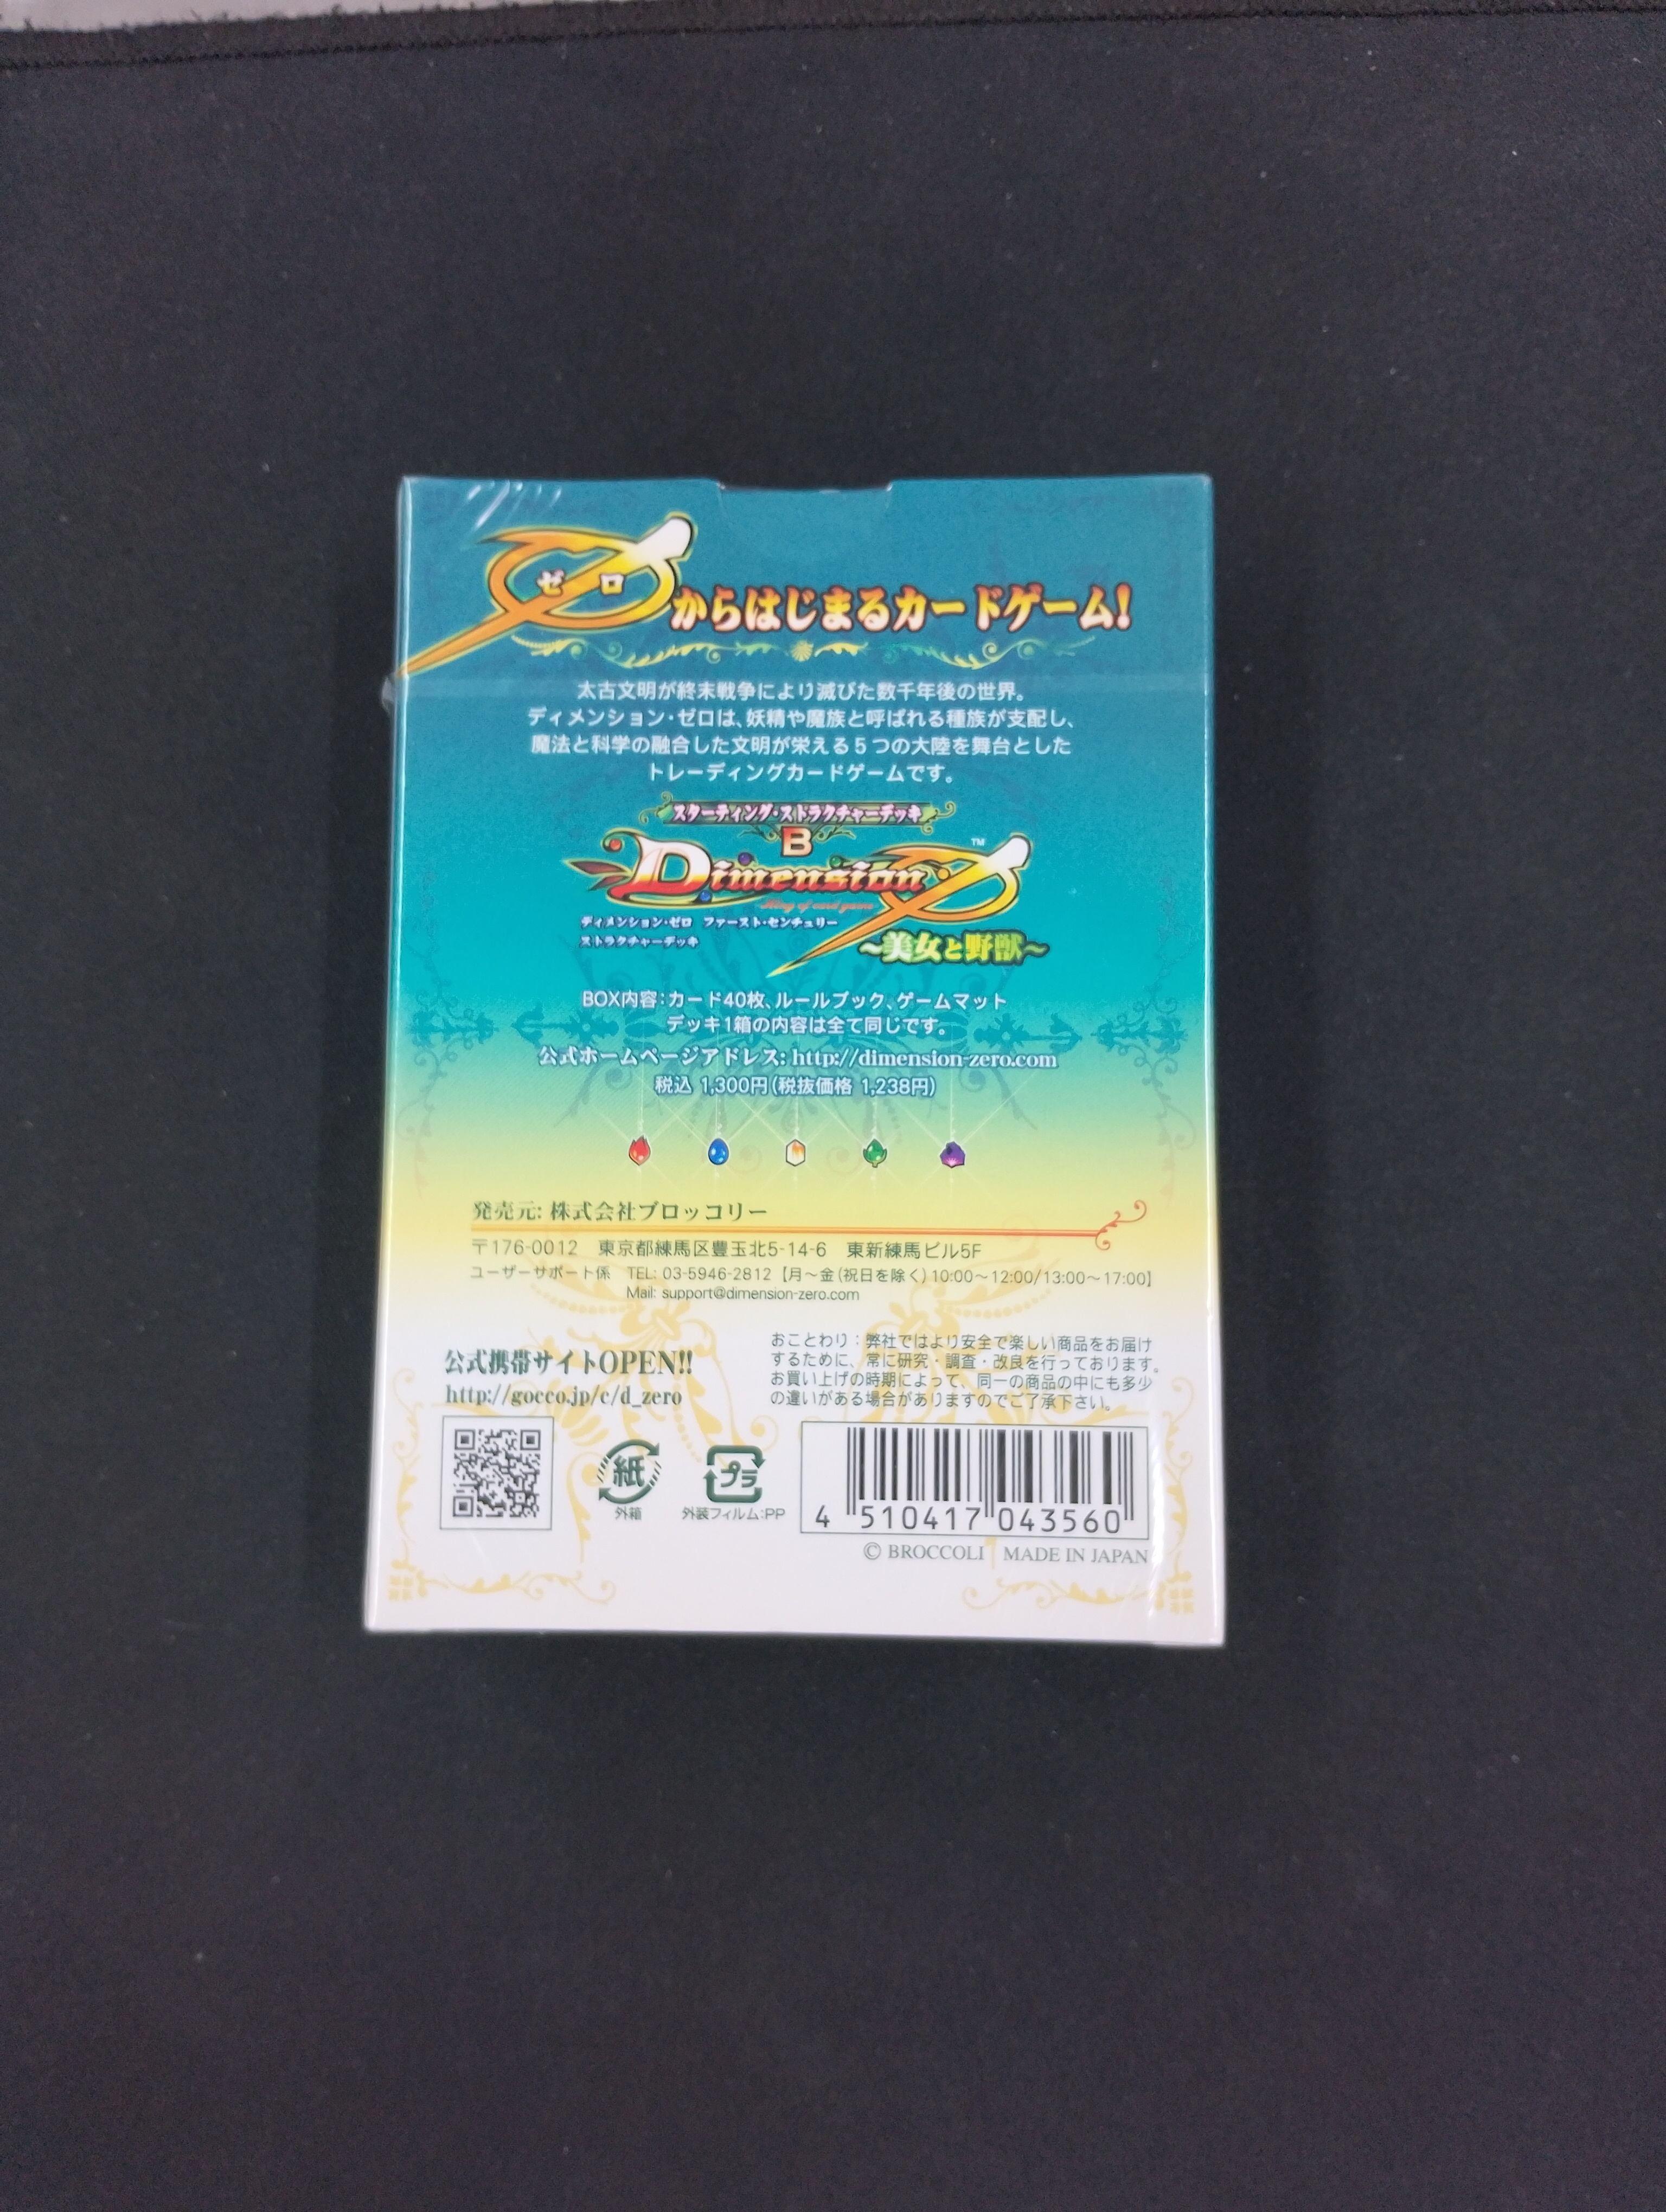 ゼロからはじまるカードゲーム!
太古文明が終末戦争により滅びた数千年後の世界。
ディメンション・ゼロは、妖精や魔族と呼ばれる種族が支配し、
魔法と科学の融合した文明が栄える5つの大陸を舞台とした
トレーディングカードゲームです。
スターティング・ストラクチャーデッキ
B
Dimension 0 TM
King of card game
ディメンション・ゼロ ファースト・センチュリー
ストラクチャーデッキ
~美女と野獣~
BOX内容:カード40枚、ルールブック、ゲームマット
デッキ1箱の内容は全て同じです。
公式ホームページアドレス: http://dimension-zero.com
税込 1,300円(税抜価格 1,238円)
発売元: 株式会社ブロッコリー
〒176-0012 東京都練馬区豊玉北5-14-6 東新練馬ビル5F
ユーザーサポート係 TEL: 03-5946-2812【月~金(祝日を除く)10:00~12:00/13:00~17:00】
Mail: support@dimension-zero.com
公式携帯サイトOPEN!!
http://gocco.jp/c/d_zero
おことわり:弊社ではより安全で楽しい商品をお届け
するために、常に研究・調査・改良を行っております。
お買い上げの時期によって、同一の商品の中にも多少
の違いがある場合がありますのでご了承下さい。
紙
外箱
プラ
外装フィルム:PP
4 510417 043560
© BROCCOLI MADE IN JAPAN